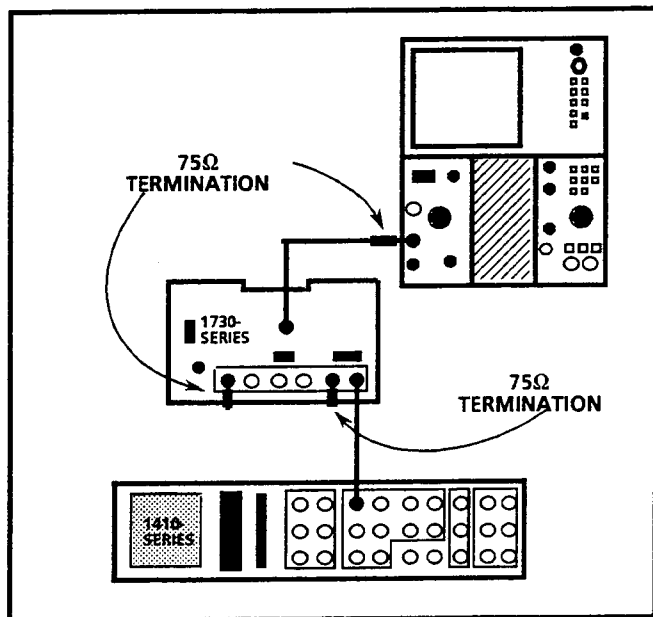 75Ω
TERMINATION
1730-
SERIES
75Ω
TERMINATION
1410-
SERIES